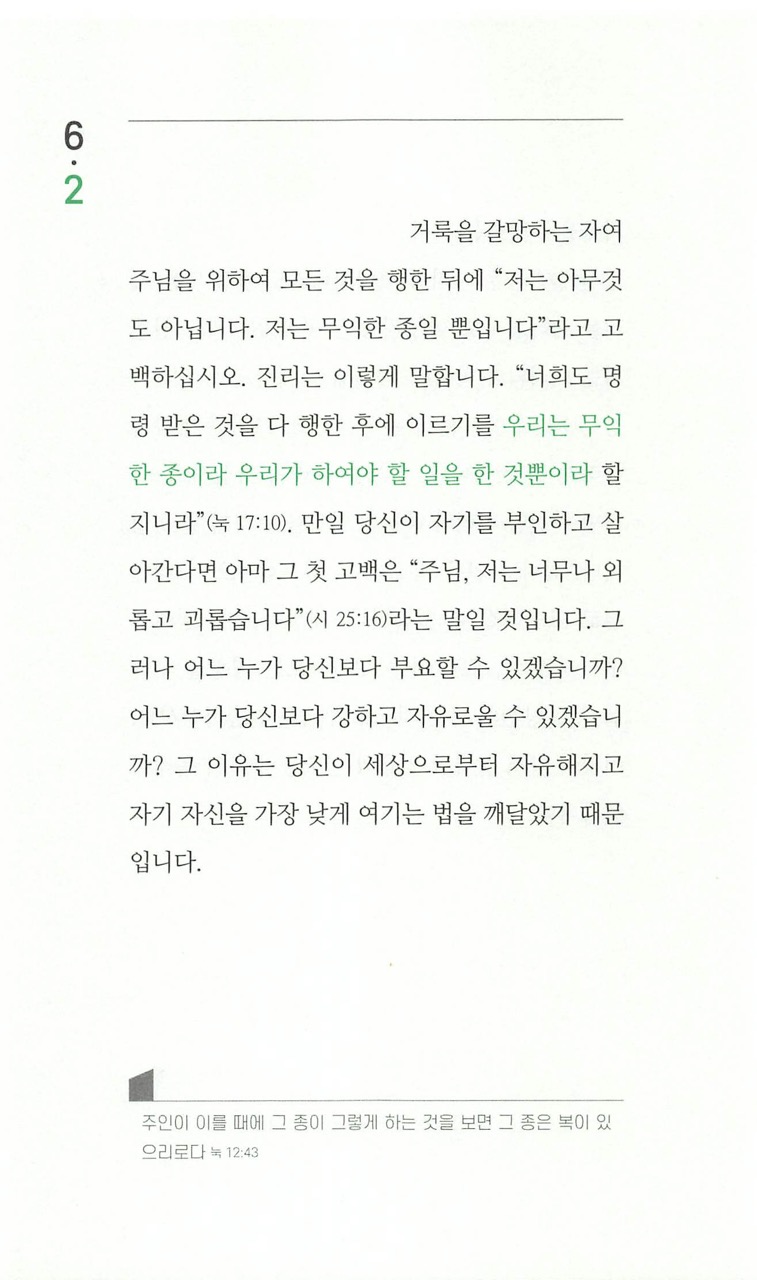 6
·
2
거룩을 갈망하는 자여
주님을 위하여 모든 것을 행한 뒤에 “저는 아무것
도 아닙니다. 저는 무익한 종일 뿐입니다”라고 고
백하십시오. 진리는 이렇게 말합니다. “너희도 명
령 받은 것을 다 행한 후에 이르기를 우리는 무익
한 종이라 우리가 하여야 할 일을 한 것뿐이라 할
지니라”(눅 17:10). 만일 당신이 자기를 부인하고 살
아간다면 아마 그 첫 고백은 “주님, 저는 너무나 외
롭고 괴롭습니다”(시 25:16)라는 말일 것입니다. 그
러나 어느 누가 당신보다 부요할 수 있겠습니까?
어느 누가 당신보다 강하고 자유로울 수 있겠습니
까? 그 이유는 당신이 세상으로부터 자유해지고
자기 자신을 가장 낮게 여기는 법을 깨달았기 때문
입니다.
주인이 이를 때에 그 종이 그렇게 하는 것을 보면 그 종은 복이 있
으리로다 눅 12:43